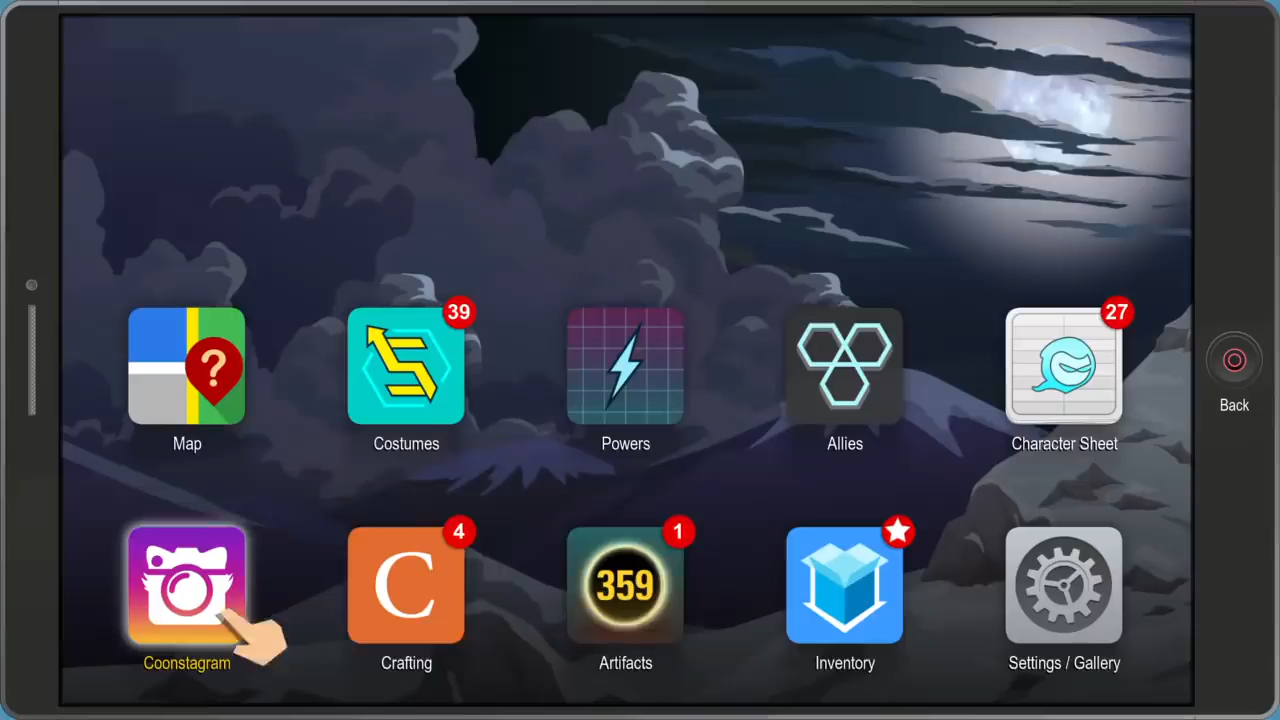 39
27
?
Map
Costumes
Powers
Allies
Character Sheet
Back
4
1
C
359
Coonstagram
Crafting
Artifacts
Inventory
Settings / Gallery